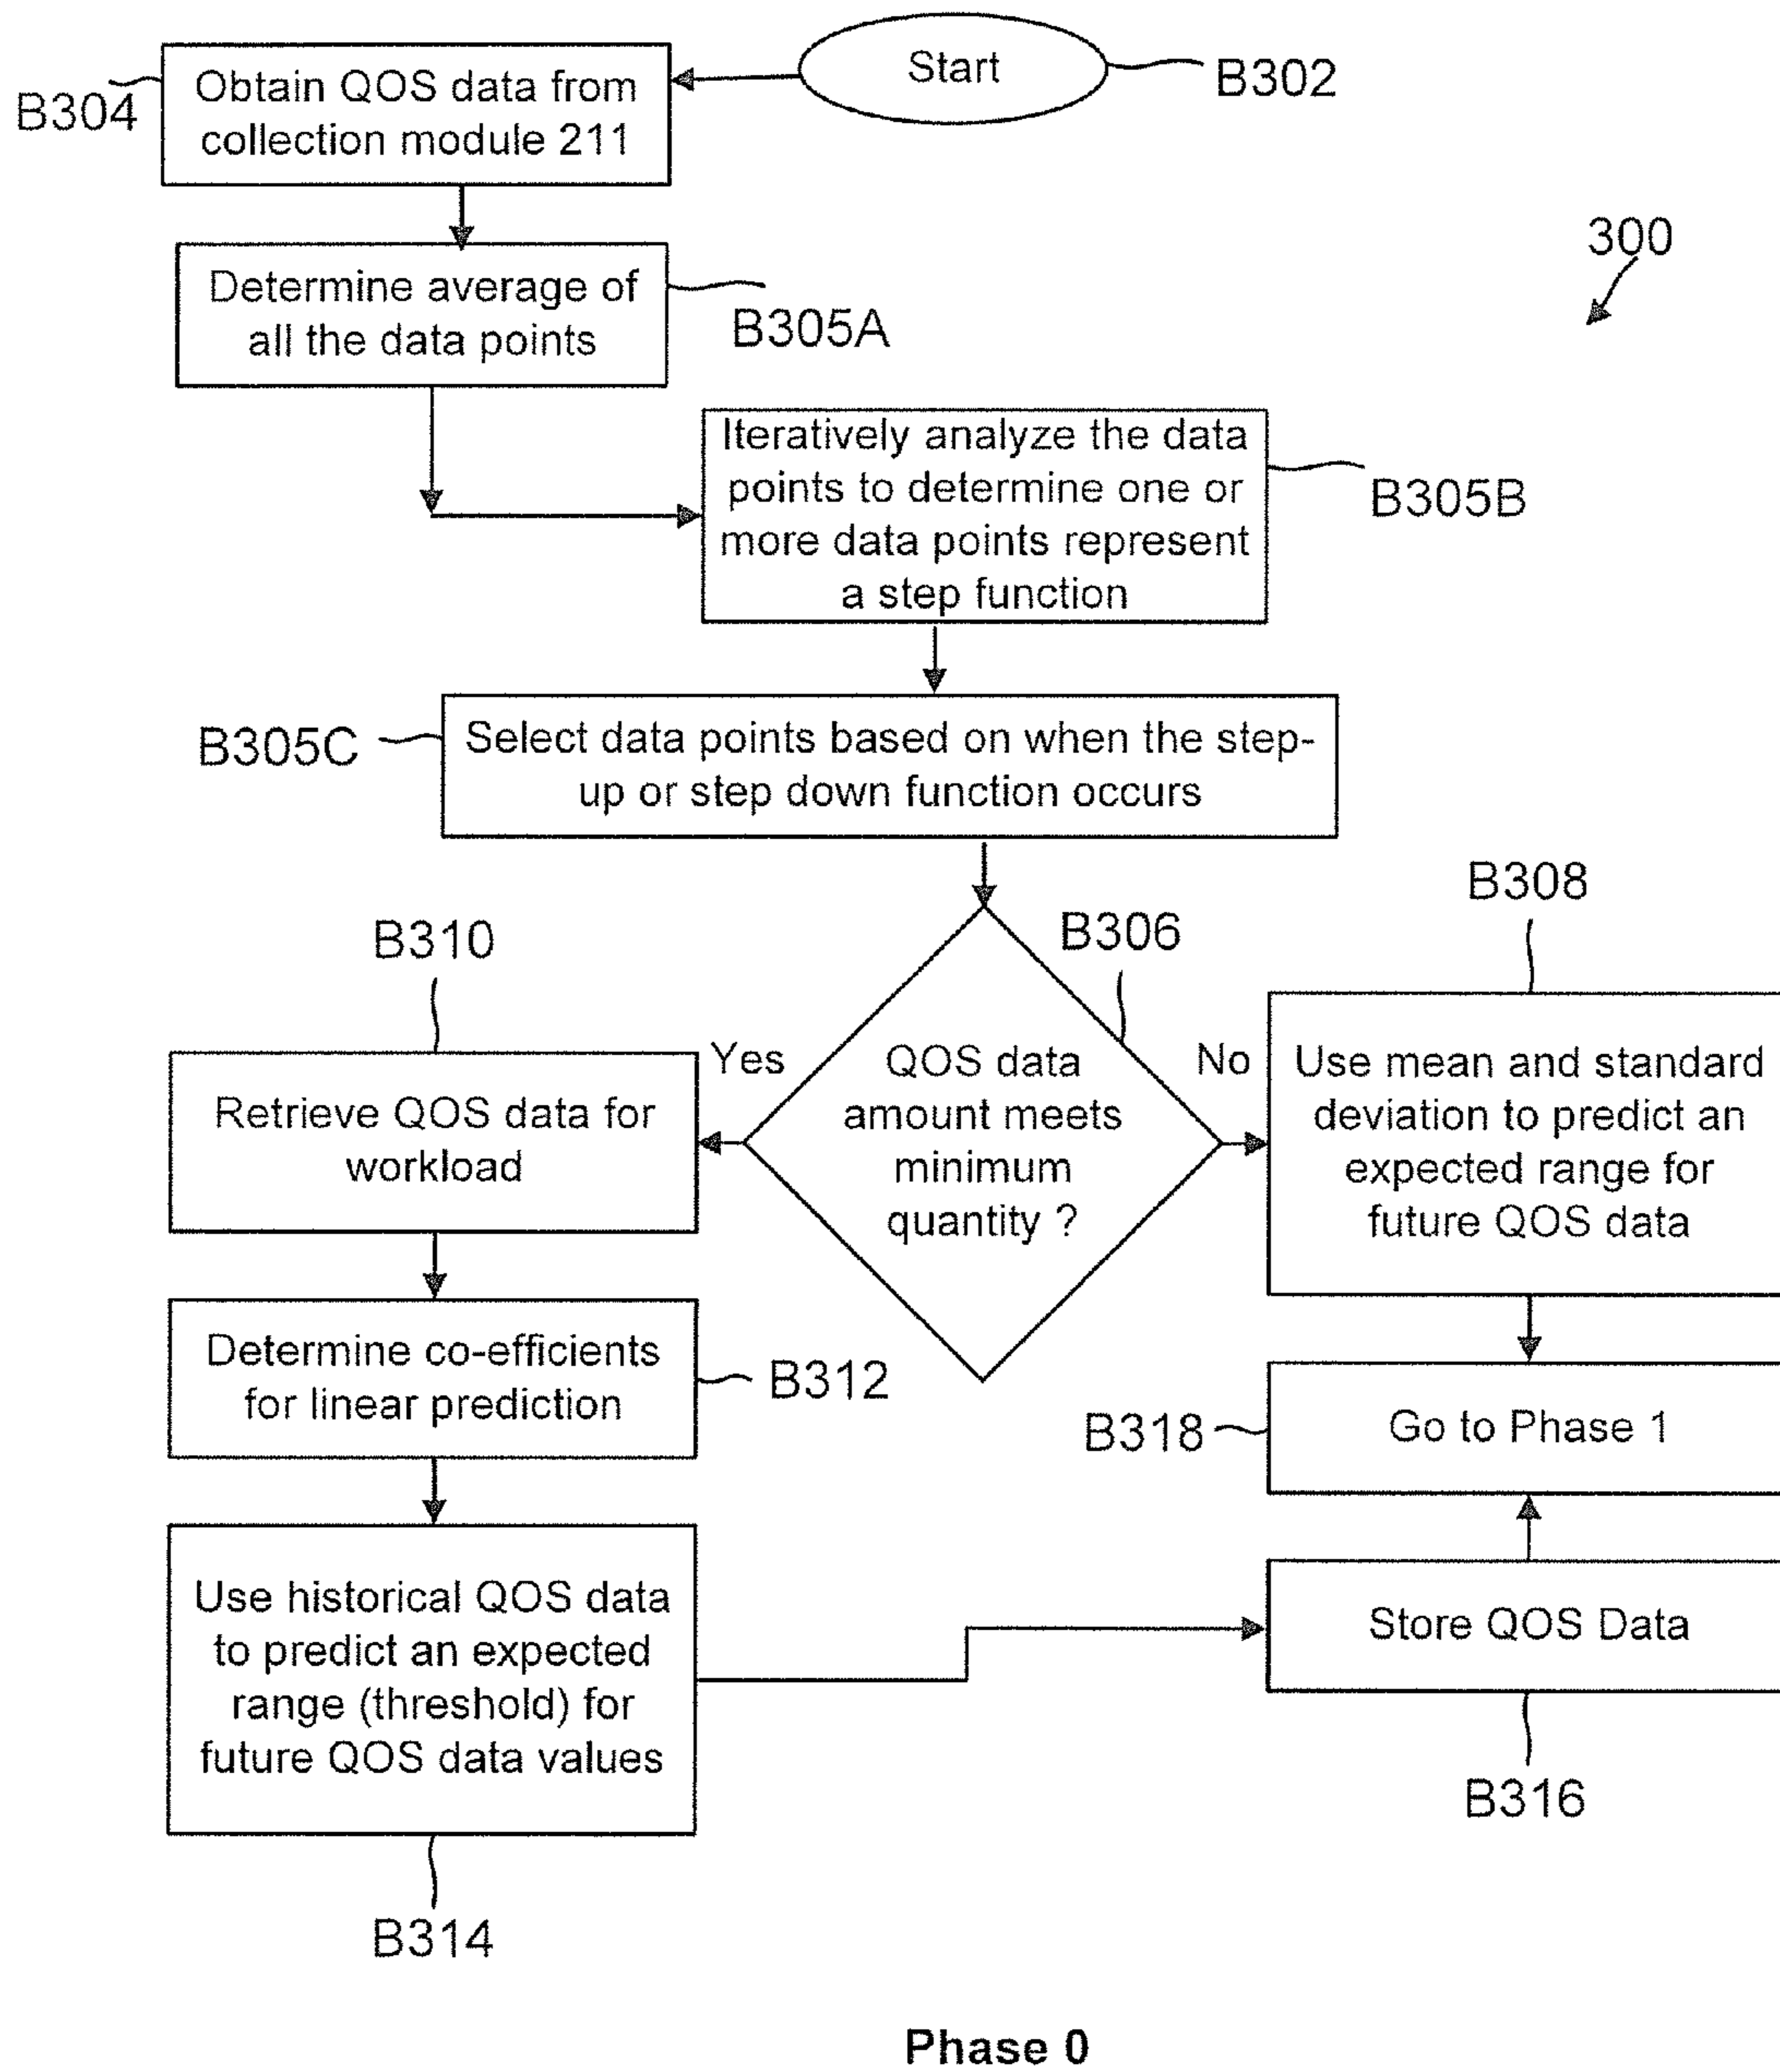 Start
B302
Obtain QOS data from
collection module 211
B304
300
Determine average of
all the data points
B305A
Iteratively analyze the data
points to determine one or
more data points represent
a step function
B305B
B305C
Select data points based on when the step-
up or step down function occurs
B306
QOS data
amount meets
minimum
quantity ?
Yes
No
B308
Use mean and standard
deviation to predict an
expected range for
future QOS data
B310
Retrieve QOS data for
workload
Determine co-efficients
for linear prediction
B312
B318
Go to Phase 1
Use historical QOS data
to predict an expected
range (threshold) for
future QOS data values
B314
Store QOS Data
B316
Phase 0